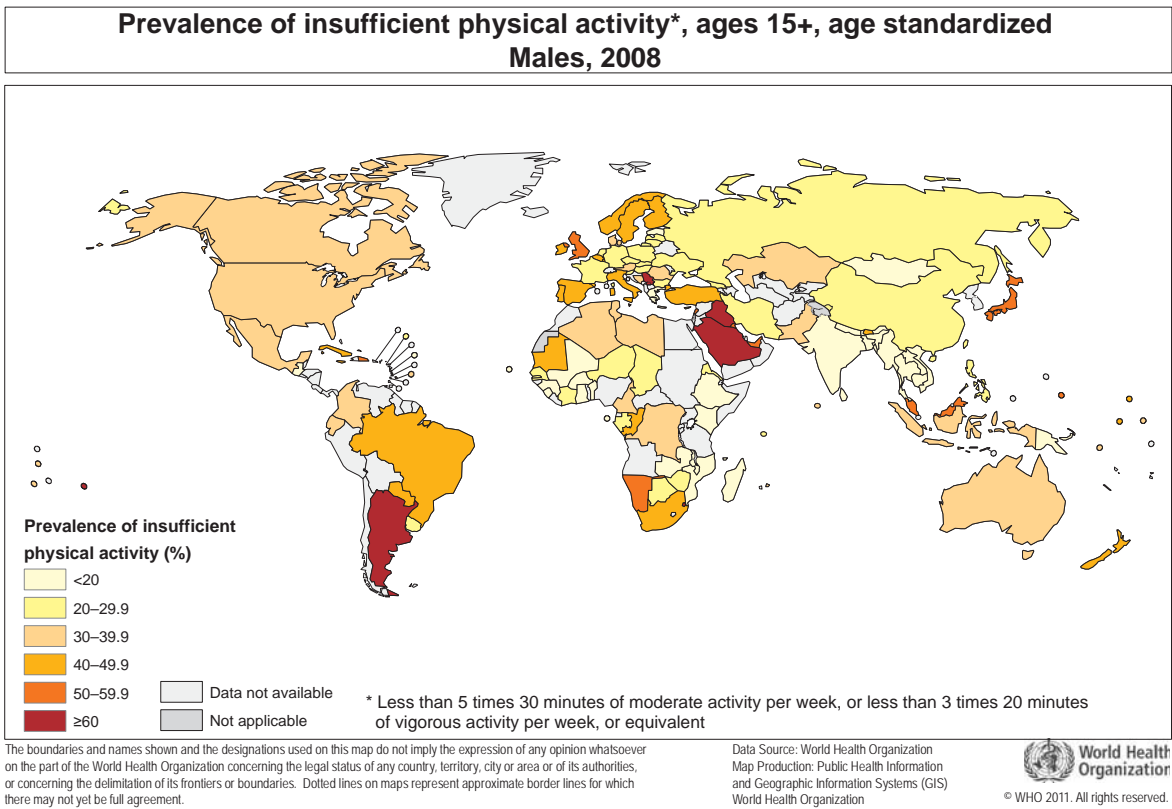 Prevalence of insufficient physical activity*, ages 15+, age standardized
Males, 2008
Prevalence of insufficient
physical activity (%)
<20
20–29.9
30–39.9
40–49.9
50–59.9
≥60
Data not available
Not applicable
* Less than 5 times 30 minutes of moderate activity per week, or less than 3 times 20 minutes
of vigorous activity per week, or equivalent
The boundaries and names shown and the designations used on this map do not imply the expression of any opinion whatsoever
on the part of the World Health Organization concerning the legal status of any country, territory, city or area or of its authorities,
or concerning the delimitation of its frontiers or boundaries. Dotted lines on maps represent approximate border lines for which
there may not yet be full agreement.
Data Source: World Health Organization
Map Production: Public Health Information
and Geographic Information Systems (GIS)
World Health Organization
World Health
Organization
© WHO 2011. All rights reserved.